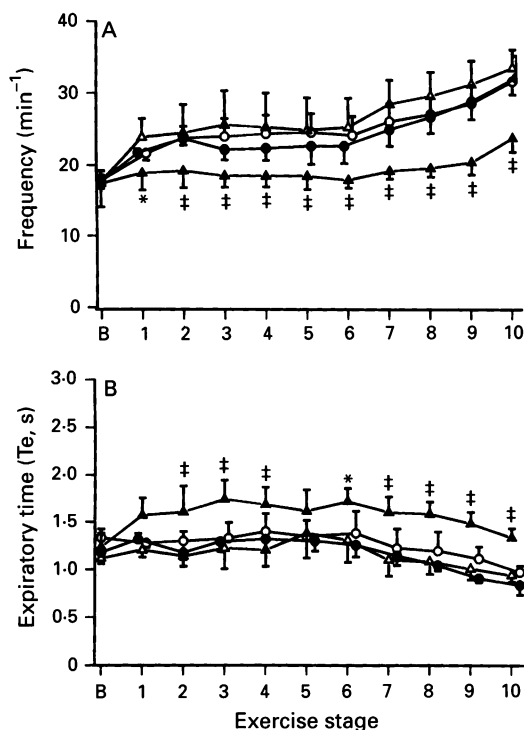 A
Frequency (min⁻¹)
40
30
20
10
0
* ‡ ‡ ‡ ‡ ‡ ‡ ‡ ‡ ‡
B 1 2 3 4 5 6 7 8 9 10
B
Expiratory time (Te, s)
3·0
2·5
2·0
1·5
1·0
0·5
0
‡ ‡ ‡ * ‡ ‡ ‡ ‡
B 1 2 3 4 5 6 7 8 9 10
Exercise stage